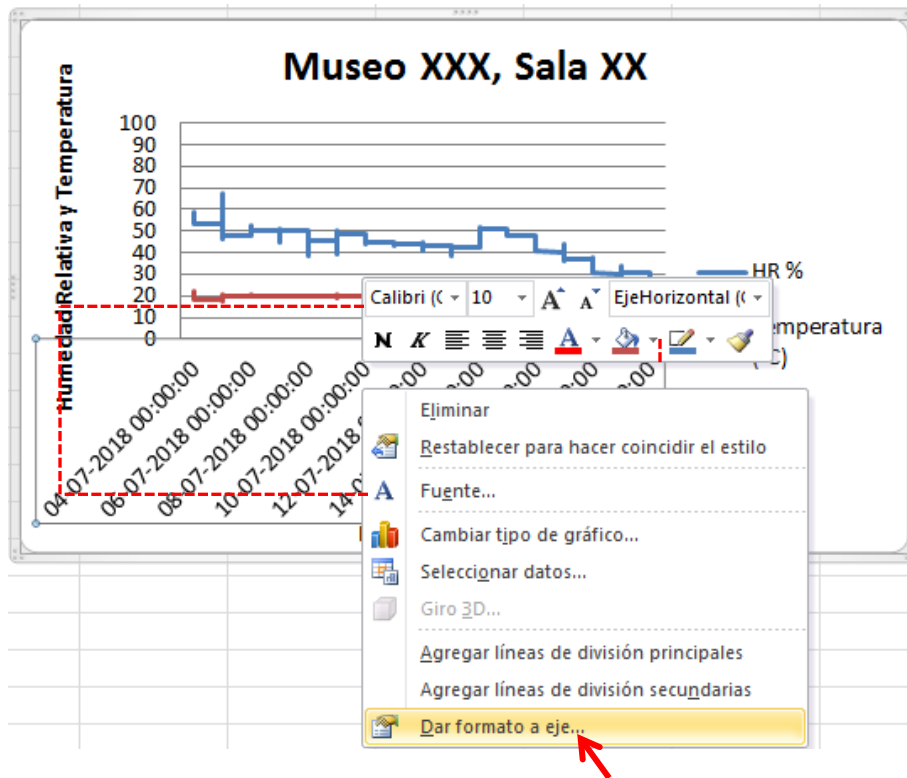 Museo XXX, Sala XX
HumedadRelativa y Temperatura
100
90
80
70
60
50
40
30
20
10
0
HR %
emperatura
C)
04-07-2018 00:00:00
06-07-2018 00:00:00
08-07-2018 00:00:00
10-07-2018 00:00:00
12-07-2018 00:00:00
Calibri (( 10 A A EjeHorizontal ((
N K A
Eliminar
Restablecer para hacer coincidir el estilo
A Fuente...
Cambiar tipo de gráfico...
Seleccionar datos...
Giro 3D...
Agregar líneas de división principales
Agregar líneas de división secundarias
Dar formato a eje...